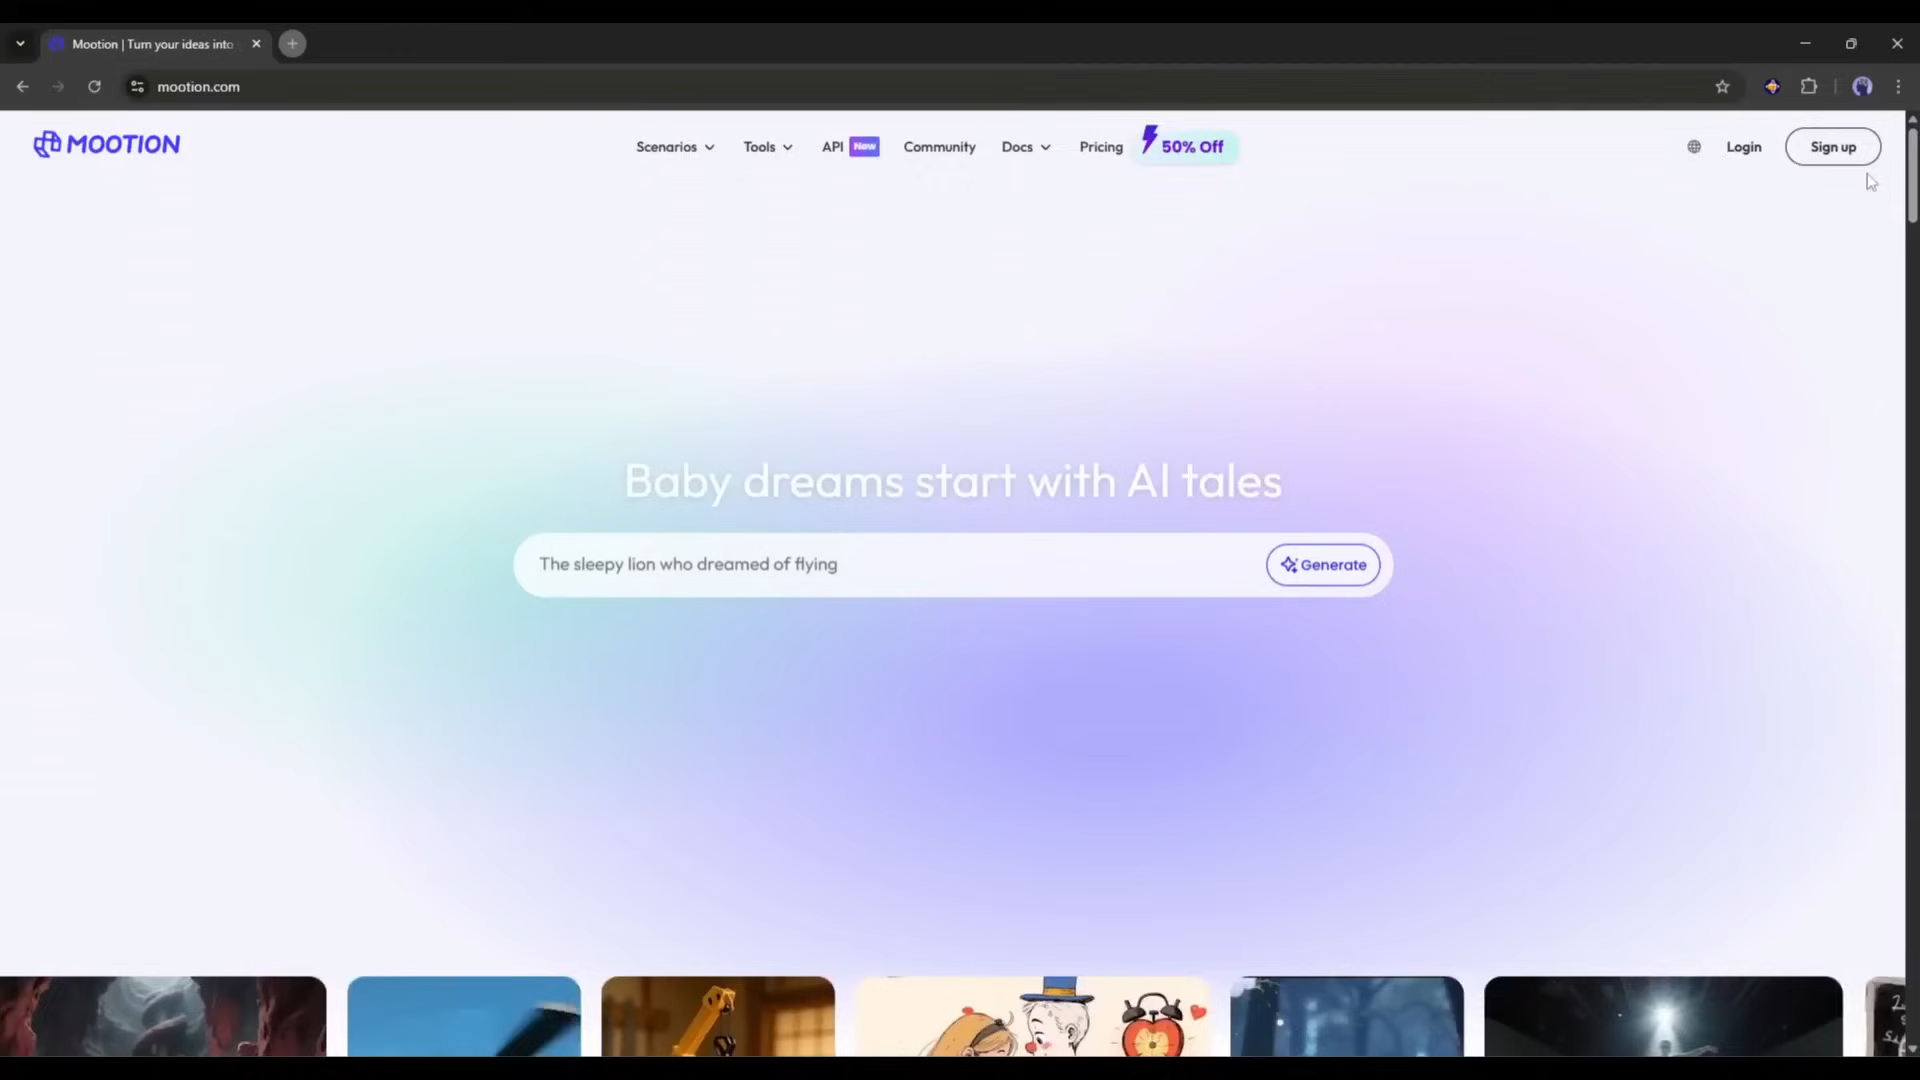 Mootion | Turn your ideas into
mootion.com
MOOTION
Scenarios
Tools
API New
Community
Docs
Pricing
50% Off
Login
Sign up
Baby dreams start with AI tales
The sleepy lion who dreamed of flying
Generate